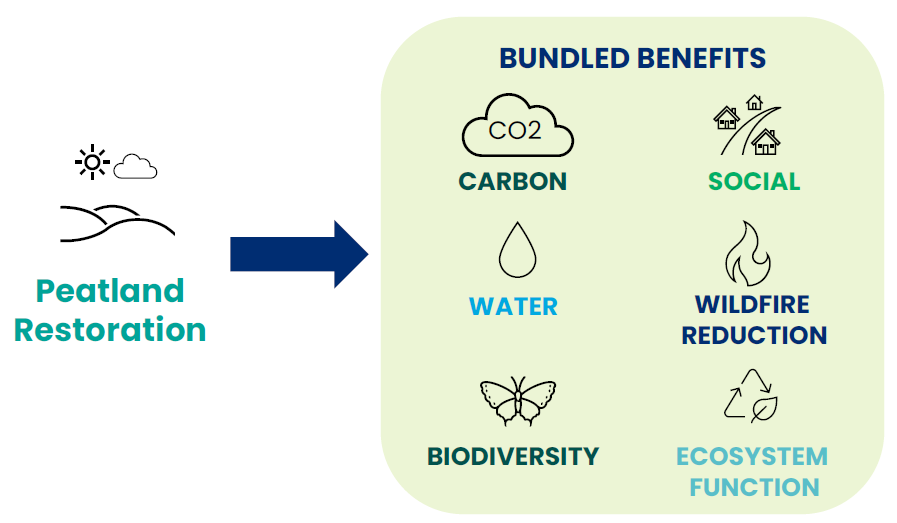 BUNDLED BENEFITS
CO2
CARBON
SOCIAL
Peatland
Restoration
WATER
WILDFIRE
REDUCTION
BIODIVERSITY
ECOSYSTEM
FUNCTION